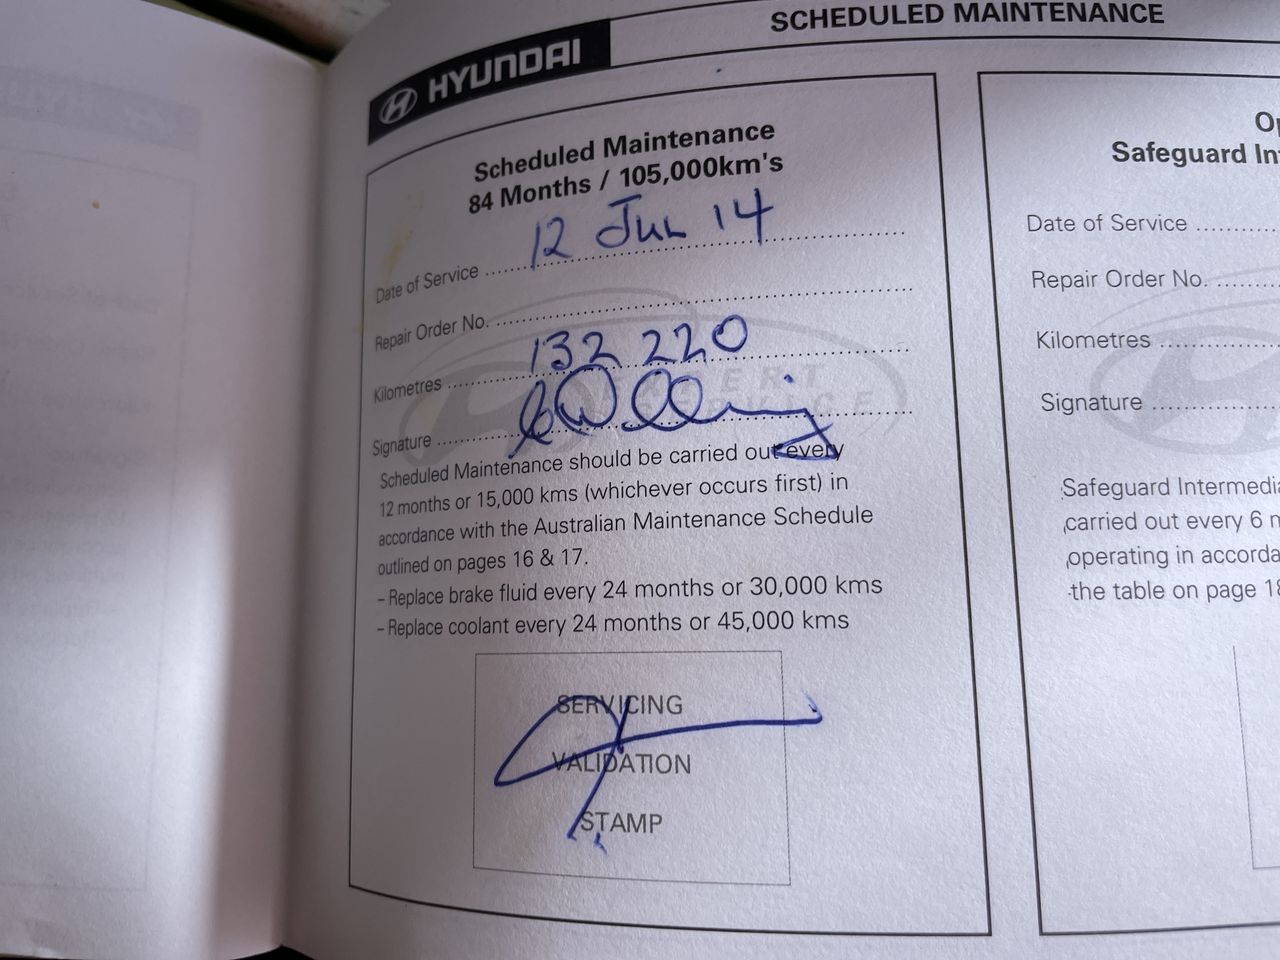 HYUNDAI
SCHEDULED MAINTENANCE
Scheduled Maintenance
84 Months / 105,000km's
Date of Service 12 JUL 14
Repair Order No.
Kilometres 132 220
EXPERT
SERVICE
Signature
Scheduled Maintenance should be carried out every
12 months or 15,000 kms (whichever occurs first) in
accordance with the Australian Maintenance Schedule
outlined on pages 16 & 17.
- Replace brake fluid every 24 months or 30,000 kms
- Replace coolant every 24 months or 45,000 kms
SERVICING
VALIDATION
STAMP
Safeguard
Date of Service
Repair Order No.
Kilometres
Signature
Safeguard
carried out every 6
operating in
the table on page